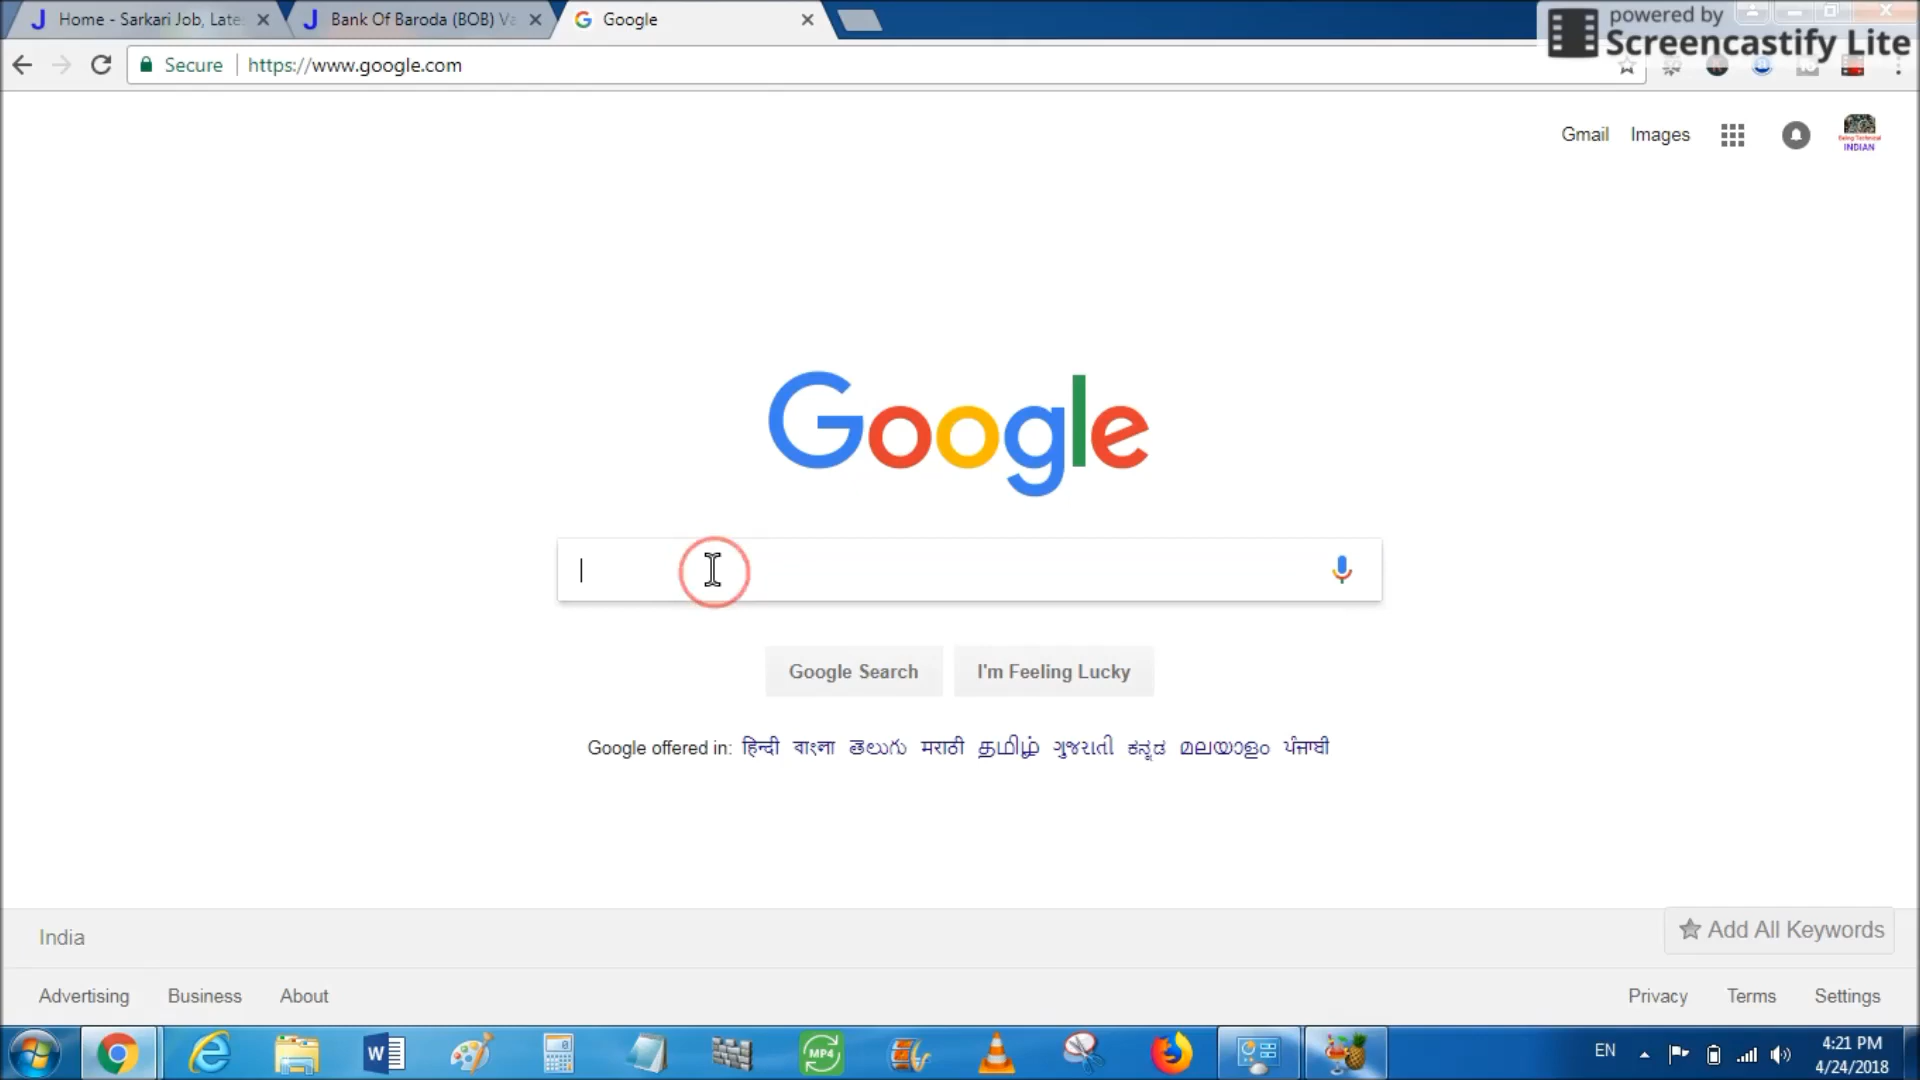 Home - Sarkari Job, Late
Bank Of Baroda (BOB) Va
Google
powered by
Screencastify Lite
Secure
https://www.google.com
Gmail
Images
INDIAN
Google
Google Search
I'm Feeling Lucky
Google offered in: हिन्दी বাংলা తెలుగు मराठी தமிழ் ગુજરાતી ಕನ್ನಡ മലയാളം ਪੰਜਾਬੀ
India
Add All Keywords
Advertising
Business
About
Privacy
Terms
Settings
MP4
EN
4:21 PM
4/24/2018